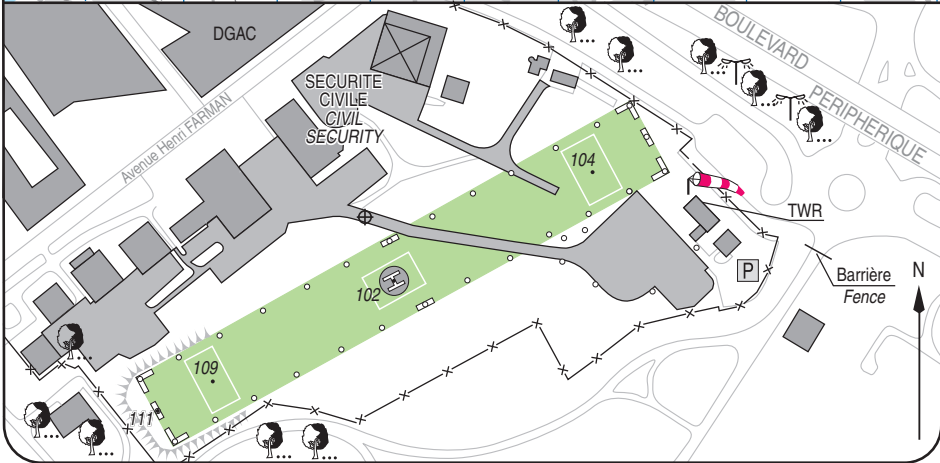 DGAC
BOULEVARD
PERIPHERIQUE
SECURITE
CIVILE
CIVIL
SECURITY
Avenue Henri FARMAN
104
TWR
P
Barrière
Fence
N
102
109
111